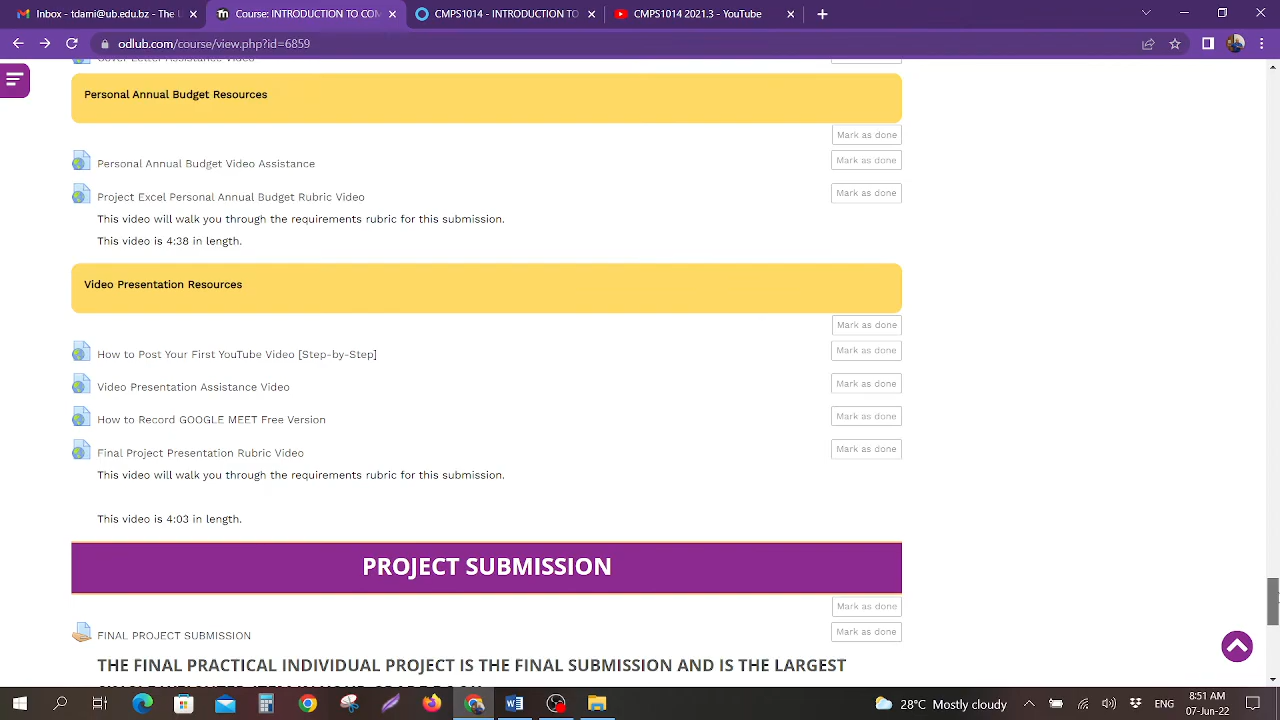 Inbox - tdami@ub.edu.bz - The
Course: INTRODUCTION TO COM
CMPS1014 - INTRODUCTION TO
CMPS1014 2021.3 - YouTube
odlub.com/course/view.php?id=6859
Cover Letter Assistance Video
Personal Annual Budget Resources
Mark as done
Personal Annual Budget Video Assistance
Mark as done
Project Excel Personal Annual Budget Rubric Video
Mark as done
This video will walk you through the requirements rubric for this submission.
This video is 4:38 in length.
Video Presentation Resources
Mark as done
How to Post Your First YouTube Video [Step-by-Step]
Mark as done
Video Presentation Assistance Video
Mark as done
How to Record GOOGLE MEET Free Version
Mark as done
Final Project Presentation Rubric Video
Mark as done
This video will walk you through the requirements rubric for this submission.
This video is 4:03 in length.
PROJECT SUBMISSION
Mark as done
FINAL PROJECT SUBMISSION
Mark as done
THE FINAL PRACTICAL INDIVIDUAL PROJECT IS THE FINAL SUBMISSION AND IS THE LARGEST
28°C Mostly cloudy
ENG
8:51 AM
07-Jun-22